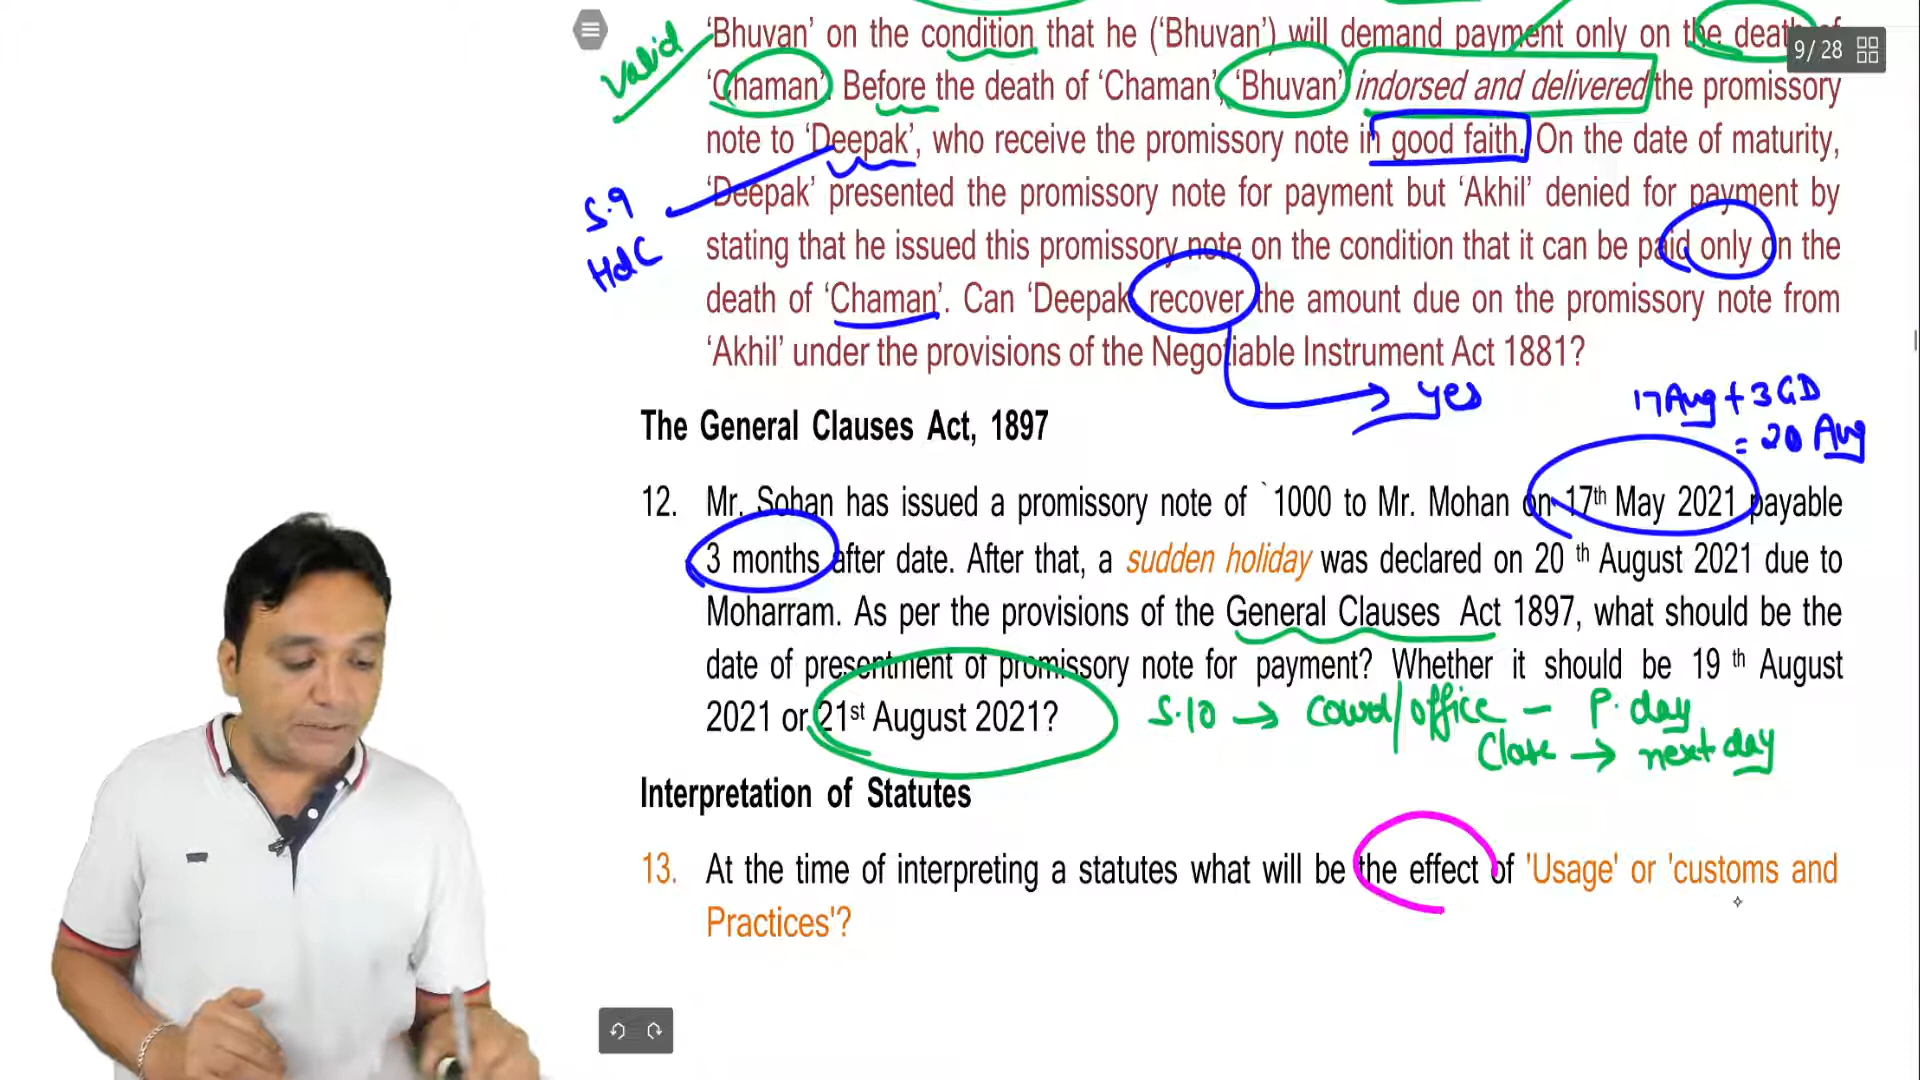 'Bhuvan' on the condition that he ('Bhuvan') will demand payment only on the death of
9/28
Valid
'Chaman'. Before the death of 'Chaman', 'Bhuvan' indorsed and delivered the promissory
note to 'Deepak', who receive the promissory note in good faith. On the date of maturity,
'Deepak' presented the promissory note for payment but 'Akhil' denied for payment by
S.9
stating that he issued this promissory note on the condition that it can be paid only on the
HdC
death of 'Chaman'. Can 'Deepak' recover the amount due on the promissory note from
'Akhil' under the provisions of the Negotiable Instrument Act 1881?
yes
17 Aug + 3 GD
= 20 Aug
The General Clauses Act, 1897
12. Mr. Sohan has issued a promissory note of `1000 to Mr. Mohan on 17th May 2021 payable
3 months after date. After that, a sudden holiday was declared on 20 th August 2021 due to
Moharram. As per the provisions of the General Clauses Act 1897, what should be the
date of presentment of promissory note for payment? Whether it should be 19 th August
2021 or 21st August 2021?
S.10 → Court/office – P. day
Close → next day
Interpretation of Statutes
13. At the time of interpreting a statutes what will be the effect of 'Usage' or 'customs and
Practices'?